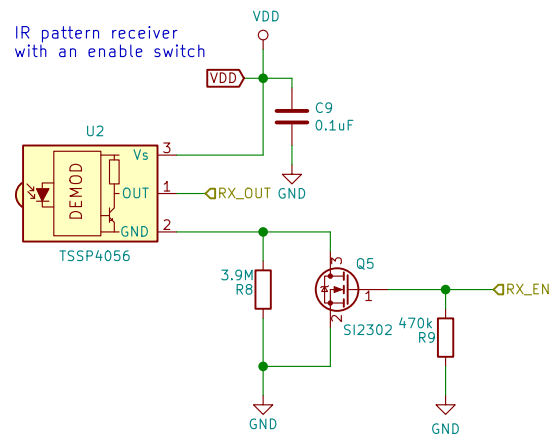 IR pattern receiver
with an enable switch
VDD
VDD
C9
0.1uF
GND
U2
DEMOD
Vs
3
OUT
1
RX_OUT
GND
2
TSSP4056
3.9M
R8
3
Q5
1
RX_EN
2
SI2302
470k
R9
GND
GND